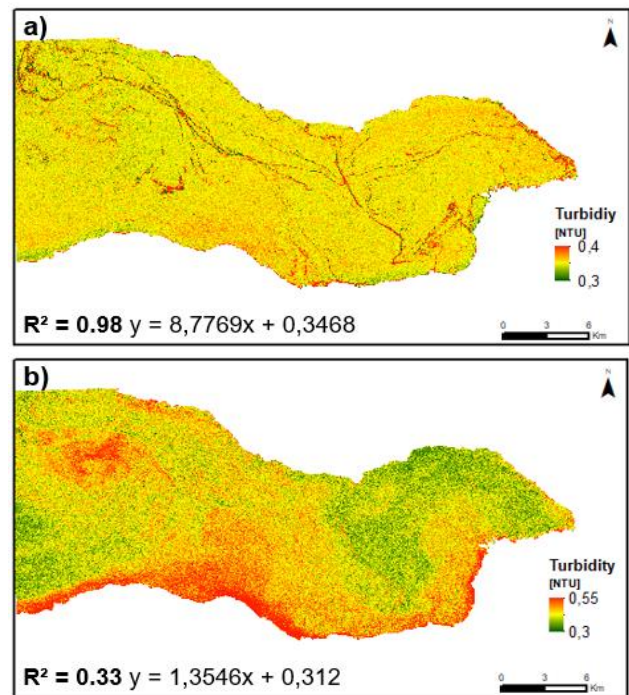 a)
N
Turbidiy
[NTU]
0,4
0,3
R² = 0.98 y = 8,7769x + 0,3468
0 3 6
Km
b)
N
Turbidity
[NTU]
0,55
0,3
R² = 0.33 y = 1,3546x + 0,312
0 3 6
Km